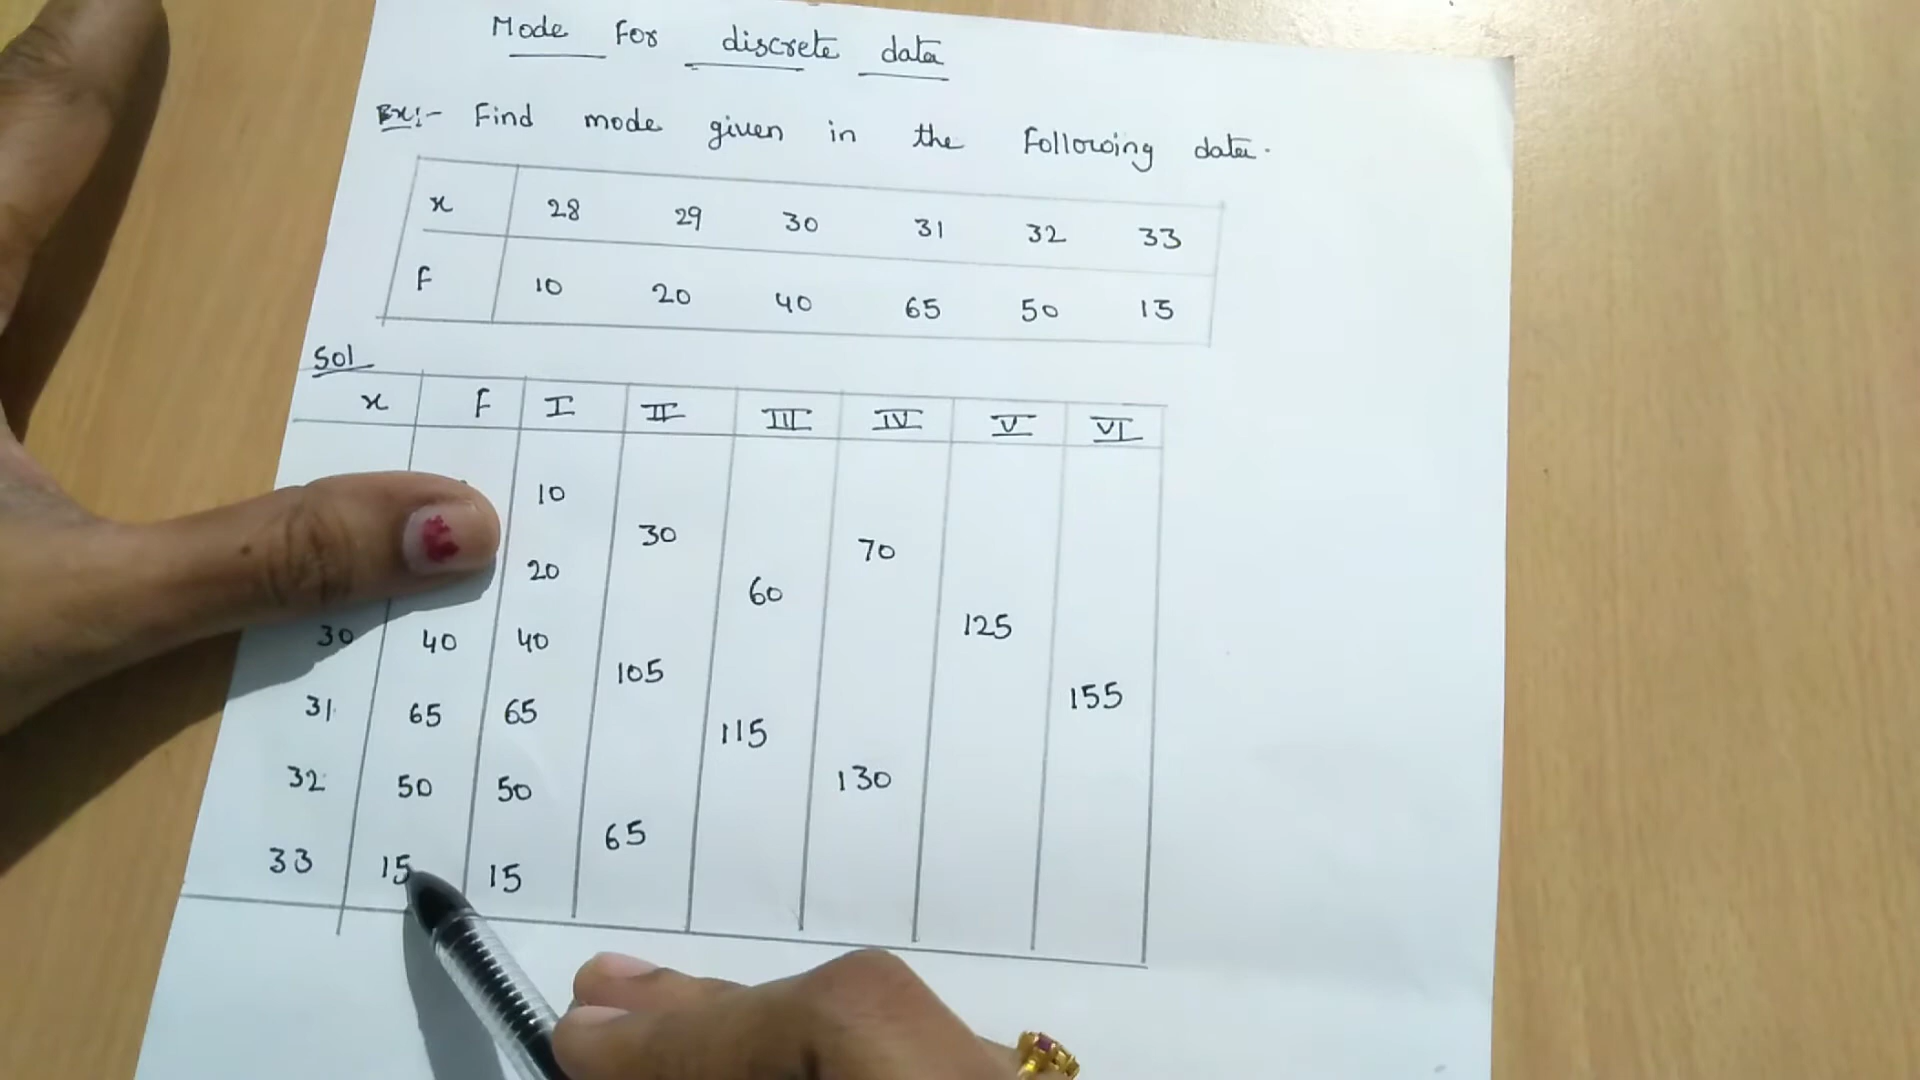 Mode For discrete data
Ex:- Find mode given in the Following data.
x 28 29 30 31 32 33
F 10 20 40 65 50 15
Sol
x F I II III IV V VI
10
30 70
20
60
125
30 40 40
105
155
31 65 65
115
32 50 50 130
65
33 15 15